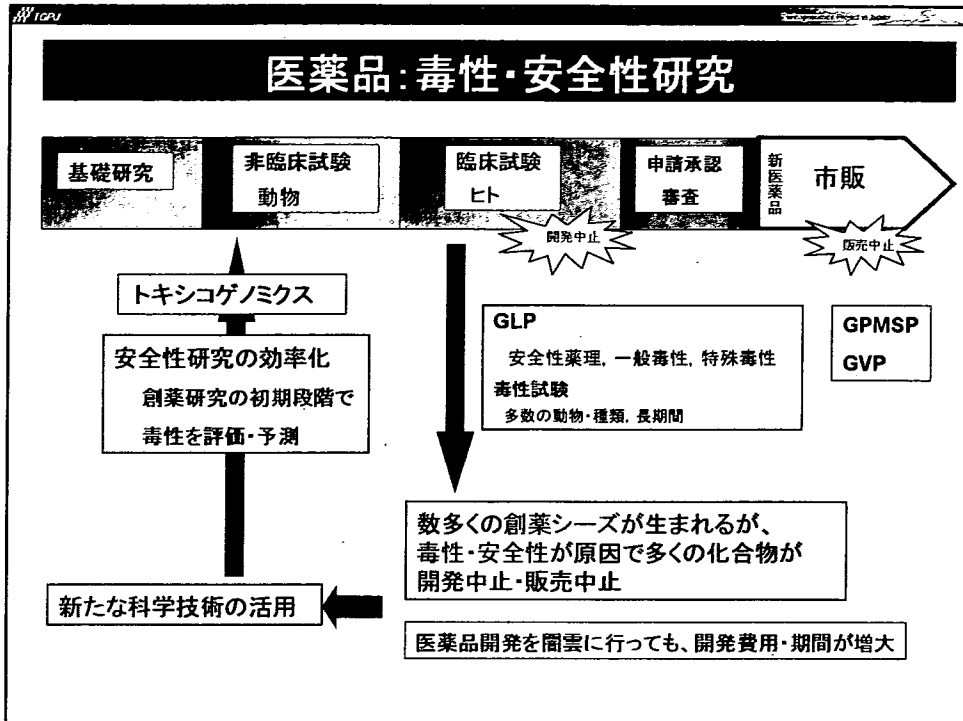 TGPJ
Toxicogenomics Project in Japan
医薬品:毒性・安全性研究
基礎研究
非臨床試験
動物
臨床試験
ヒト
申請承認
審査
新医薬品
市販
開発中止
販売中止
トキシコゲノミクス
安全性研究の効率化
創薬研究の初期段階で
毒性を評価・予測
GLP
安全性薬理, 一般毒性, 特殊毒性
毒性試験
多数の動物・種類, 長期間
GPMSP
GVP
数多くの創薬シーズが生まれるが、
毒性・安全性が原因で多くの化合物が
開発中止・販売中止
新たな科学技術の活用
医薬品開発を闇雲に行っても、開発費用・期間が増大